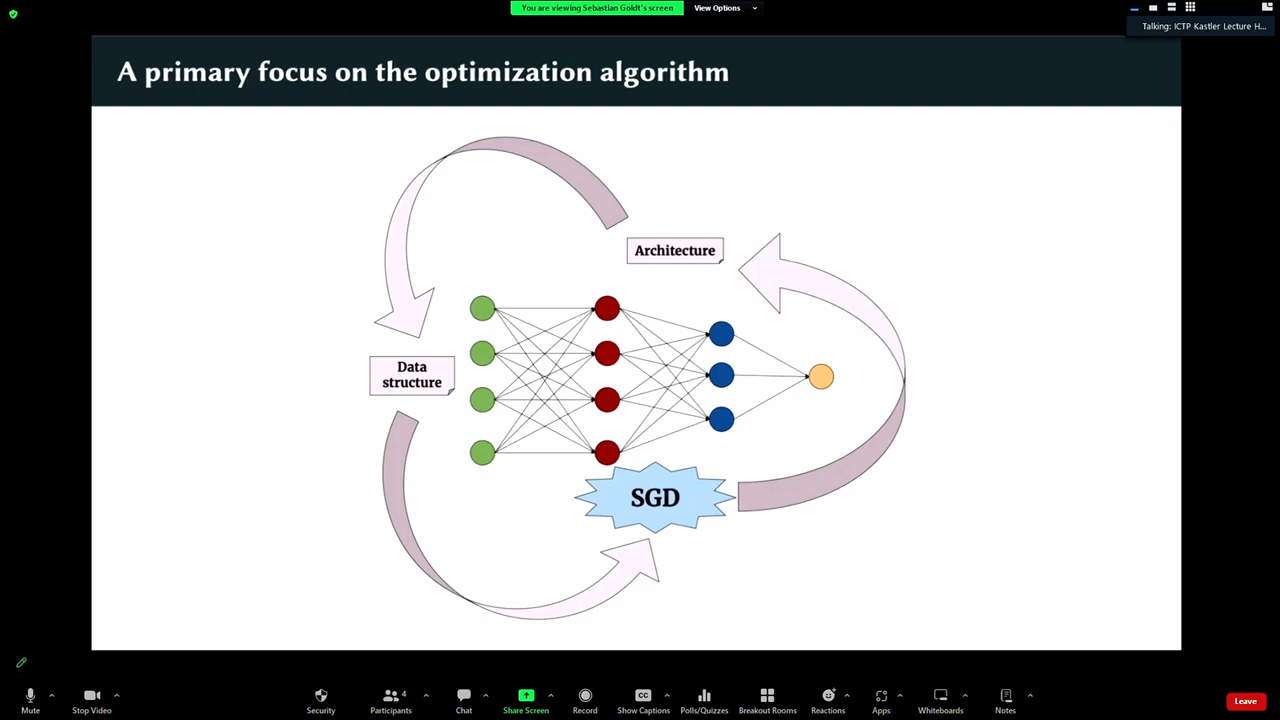 You are viewing Sebastian Goldt's screen
View Options
Talking: ICTP Kastler Lecture H...
A primary focus on the optimization algorithm
Architecture
Data
structure
SGD
Mute
Stop Video
Security
Participants
4
Chat
Share Screen
Record
CC
Show Captions
Polls/Quizzes
Breakout Rooms
Reactions
Apps
Whiteboards
Notes
Leave